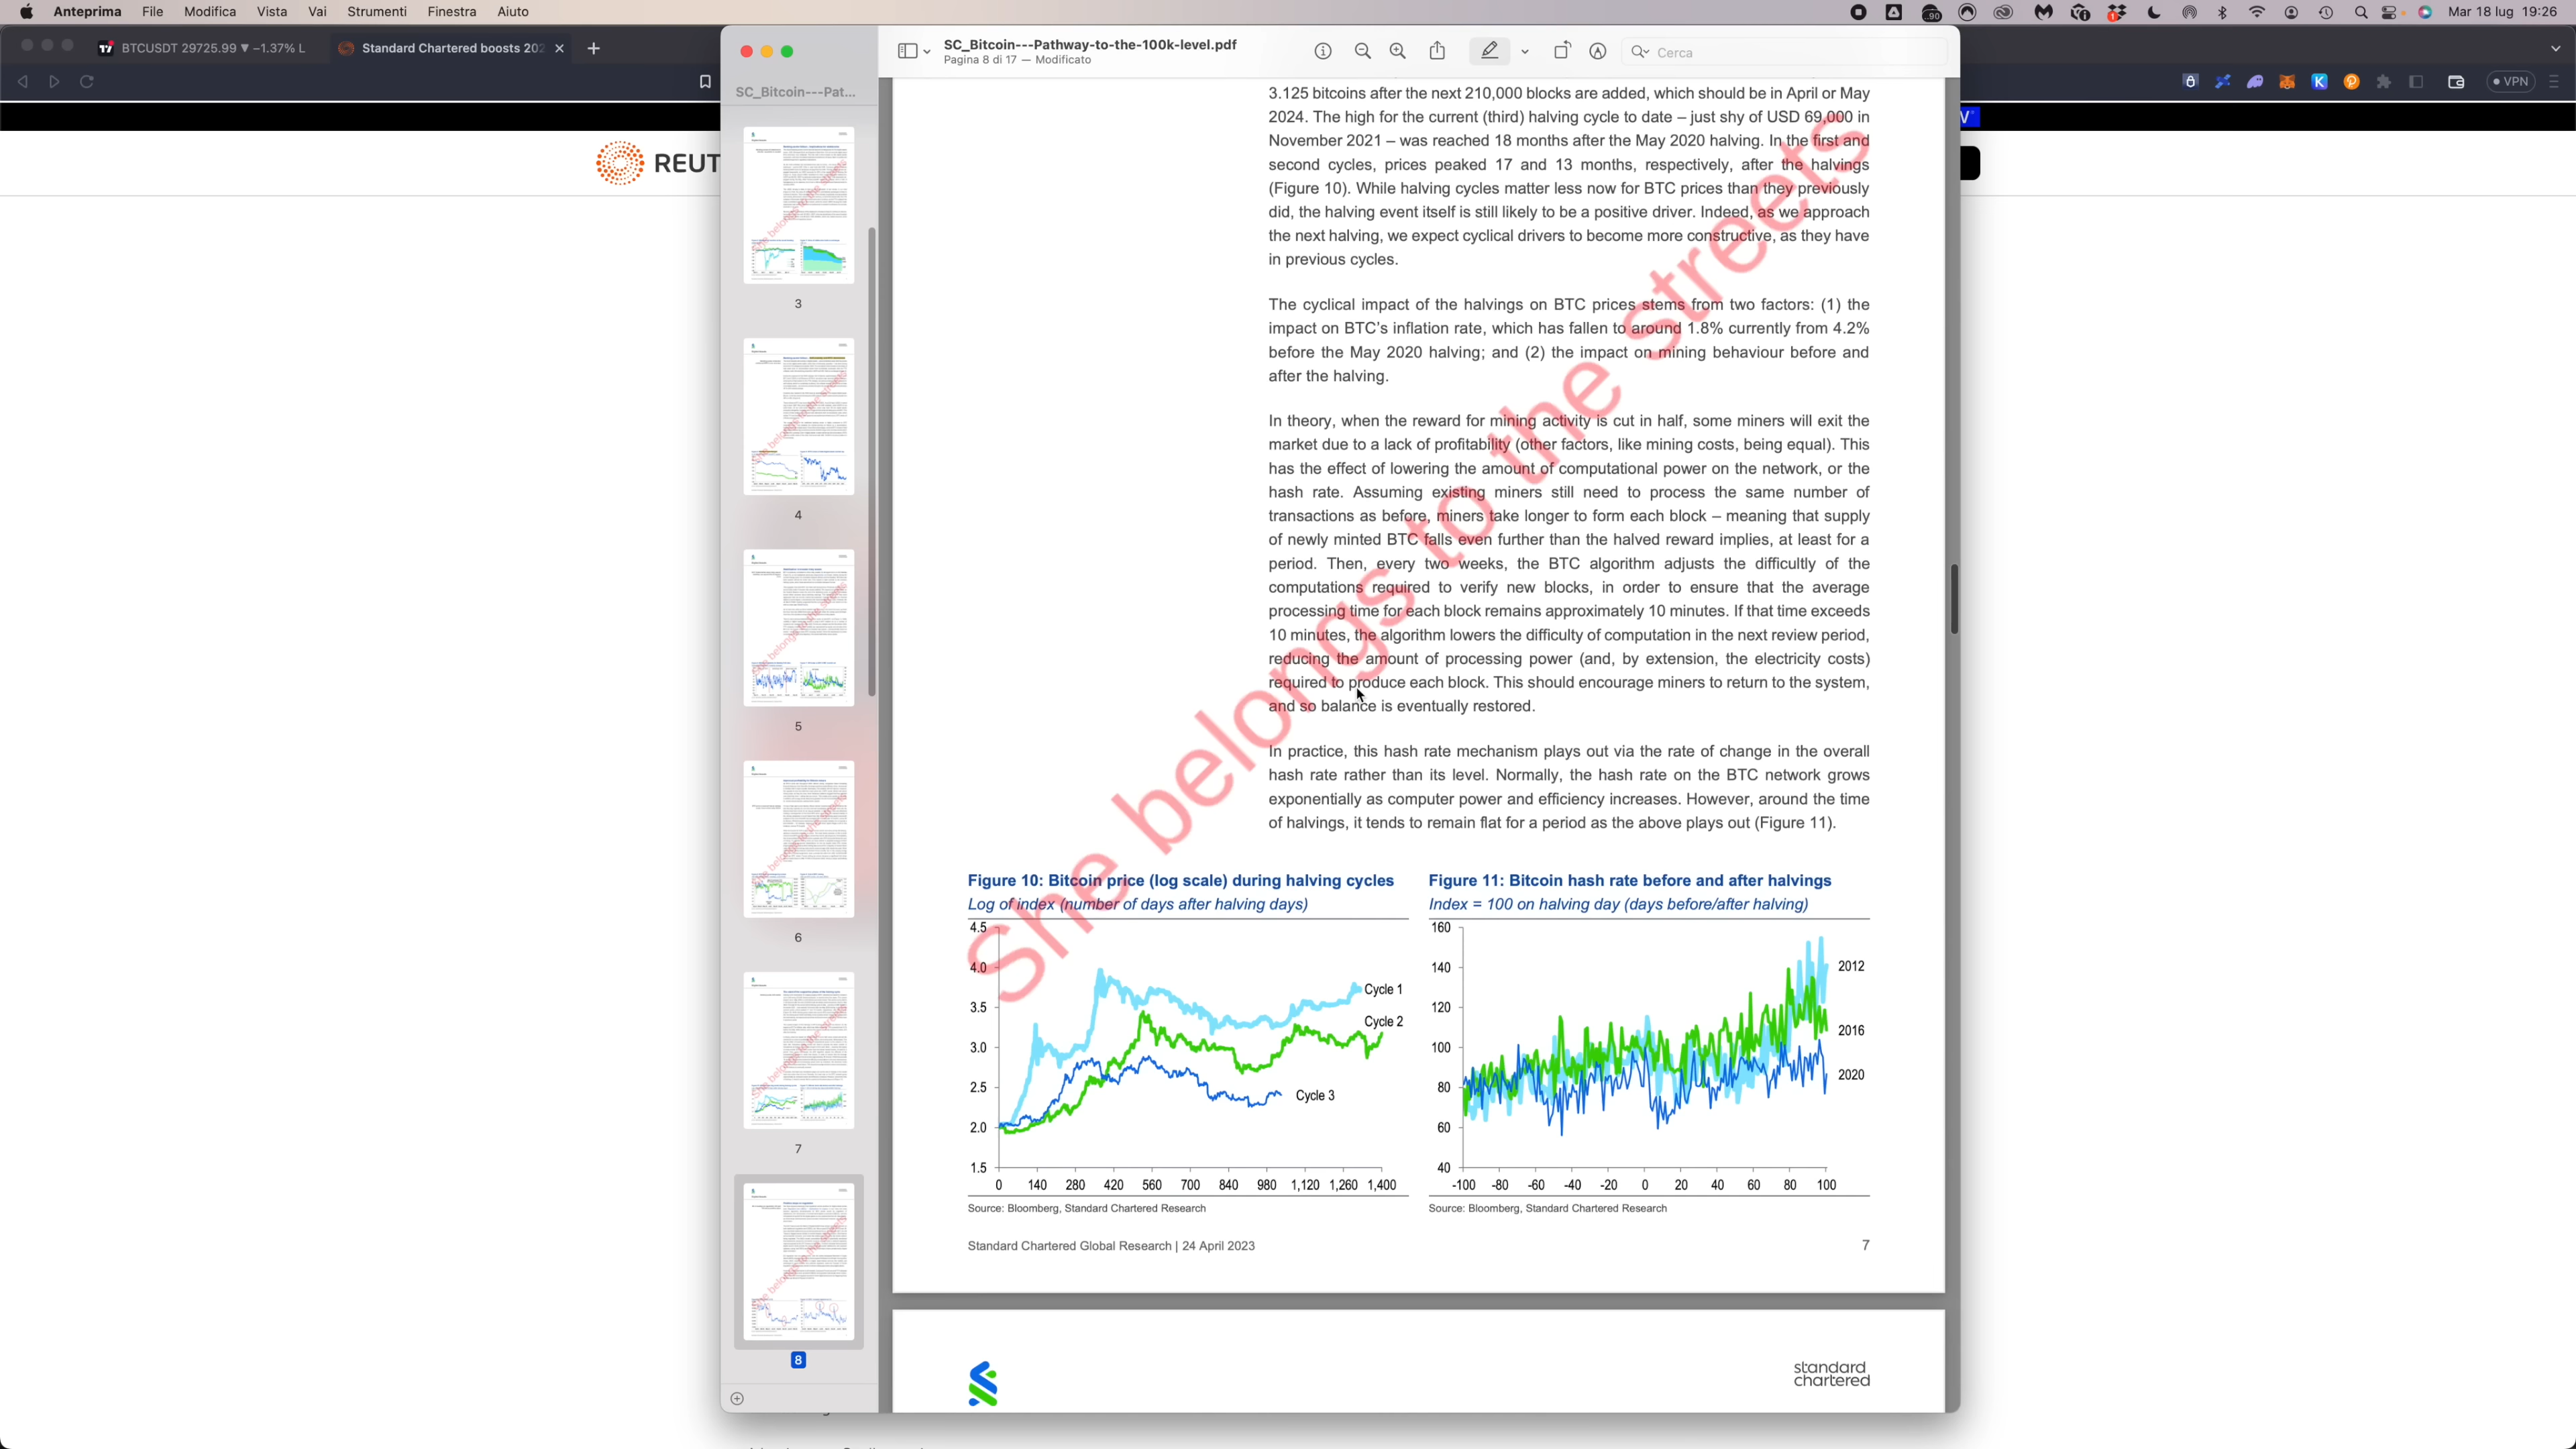 Anteprima File Modifica Vista Vai Strumenti Finestra Aiuto
Mar 18 lug 19:26
BTCUSDT 29725.99 ▼ −1.37% L
Standard Chartered boosts 202
VPN
REUT
SC_Bitcoin---Pat...
3
4
5
6
7
8
SC_Bitcoin---Pathway-to-the-100k-level.pdf
Pagina 8 di 17 — Modificato
Cerca
3.125 bitcoins after the next 210,000 blocks are added, which should be in April or May
2024. The high for the current (third) halving cycle to date – just shy of USD 69,000 in
November 2021 – was reached 18 months after the May 2020 halving. In the first and
second cycles, prices peaked 17 and 13 months, respectively, after the halvings
(Figure 10). While halving cycles matter less now for BTC prices than they previously
did, the halving event itself is still likely to be a positive driver. Indeed, as we approach
the next halving, we expect cyclical drivers to become more constructive, as they have
in previous cycles.
The cyclical impact of the halvings on BTC prices stems from two factors: (1) the
impact on BTC's inflation rate, which has fallen to around 1.8% currently from 4.2%
before the May 2020 halving; and (2) the impact on mining behaviour before and
after the halving.
In theory, when the reward for mining activity is cut in half, some miners will exit the
market due to a lack of profitability (other factors, like mining costs, being equal). This
has the effect of lowering the amount of computational power on the network, or the
hash rate. Assuming existing miners still need to process the same number of
transactions as before, miners take longer to form each block – meaning that supply
of newly minted BTC falls even further than the halved reward implies, at least for a
period. Then, every two weeks, the BTC algorithm adjusts the difficultly of the
computations required to verify new blocks, in order to ensure that the average
processing time for each block remains approximately 10 minutes. If that time exceeds
10 minutes, the algorithm lowers the difficulty of computation in the next review period,
reducing the amount of processing power (and, by extension, the electricity costs)
required to produce each block. This should encourage miners to return to the system,
and so balance is eventually restored.
In practice, this hash rate mechanism plays out via the rate of change in the overall
hash rate rather than its level. Normally, the hash rate on the BTC network grows
exponentially as computer power and efficiency increases. However, around the time
of halvings, it tends to remain flat for a period as the above plays out (Figure 11).
She belongs to the streets
Figure 10: Bitcoin price (log scale) during halving cycles
Log of index (number of days after halving days)
4.5
4.0
3.5
3.0
2.5
2.0
1.5
Cycle 1
Cycle 2
Cycle 3
0 140 280 420 560 700 840 980 1,120 1,260 1,400
Source: Bloomberg, Standard Chartered Research
Figure 11: Bitcoin hash rate before and after halvings
Index = 100 on halving day (days before/after halving)
160
140
120
100
80
60
40
2012
2016
2020
-100 -80 -60 -40 -20 0 20 40 60 80 100
Source: Bloomberg, Standard Chartered Research
Standard Chartered Global Research | 24 April 2023
7
standard
chartered